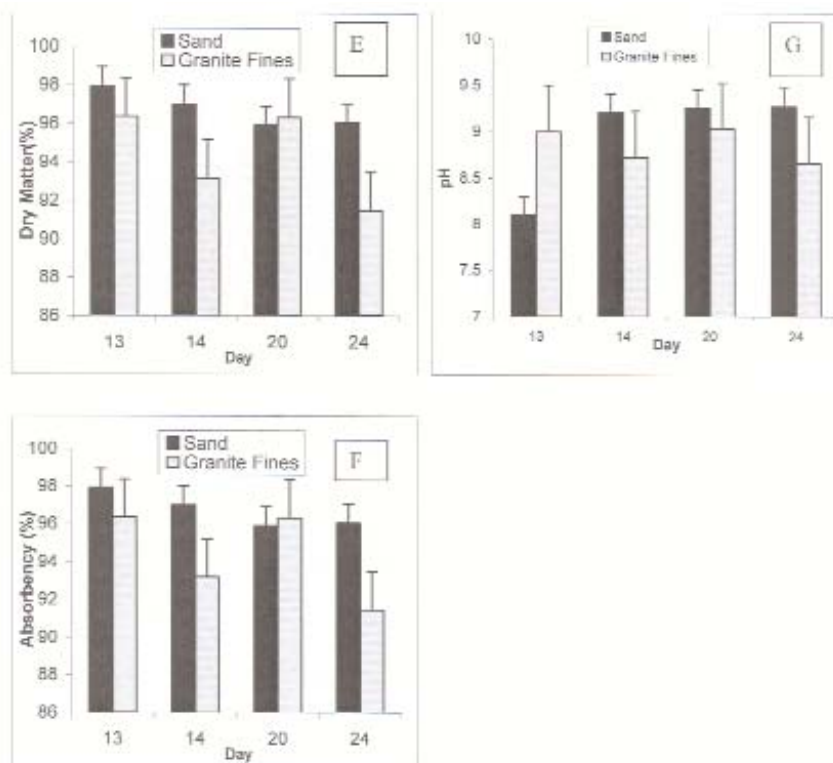 Sand
Granite Fines
E
100
98
96
94
92
90
88
86
Dry Matter(%)
13 14 20 24
Day
Sand
Granite Fines
G
10
9.5
9
8.5
8
7.5
7
pH
13 14 20 24
Day
Sand
Granite Fines
F
100
98
96
94
92
90
88
86
Absorbency (%)
13 14 20 24
Day